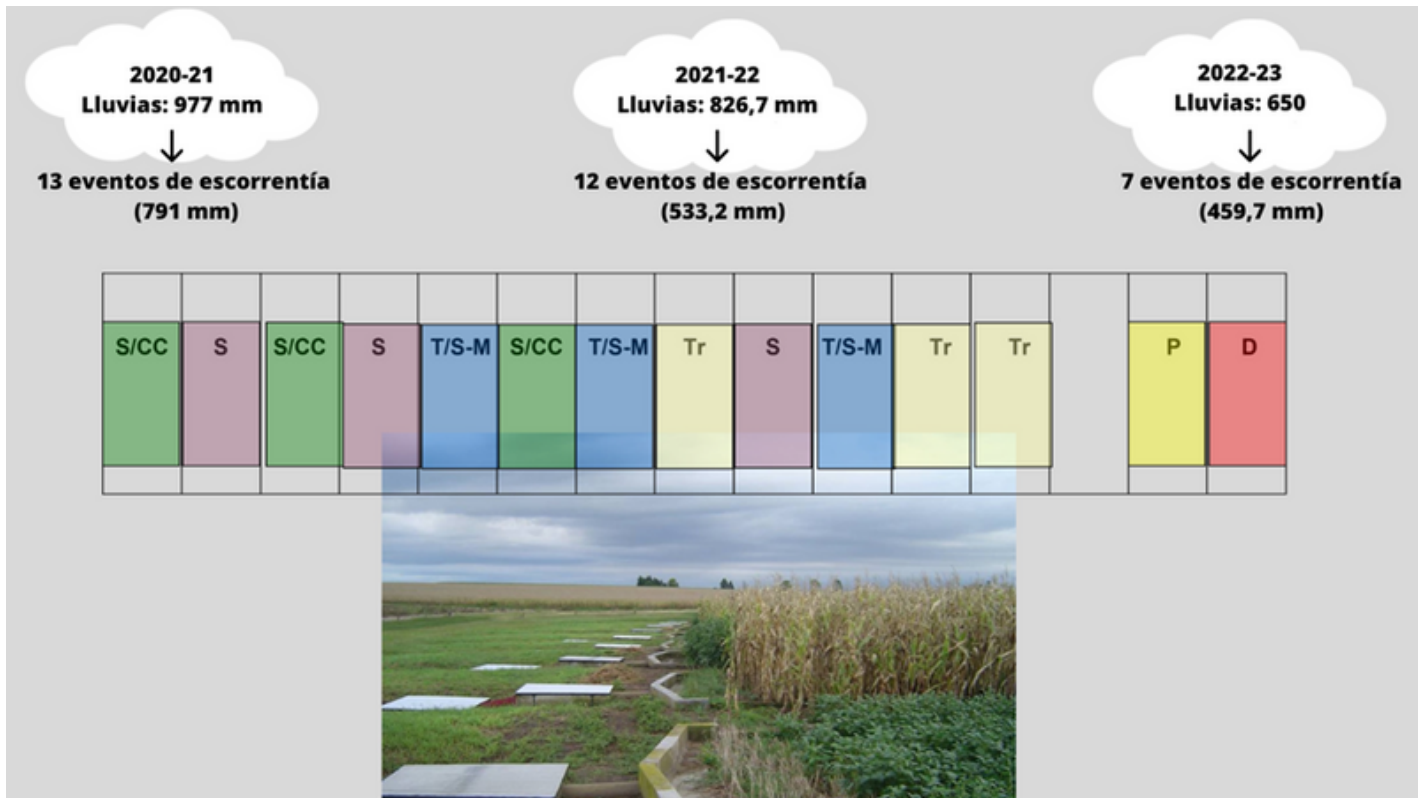 2020-21
Lluvias: 977 mm
13 eventos de escorrentía
(791 mm)
2021-22
Lluvias: 826,7 mm
12 eventos de escorrentía
(533,2 mm)
2022-23
Lluvias: 650
7 eventos de escorrentía
(459,7 mm)
S/CC S S/CC S T/S-M S/CC T/S-M Tr S T/S-M Tr Tr P D